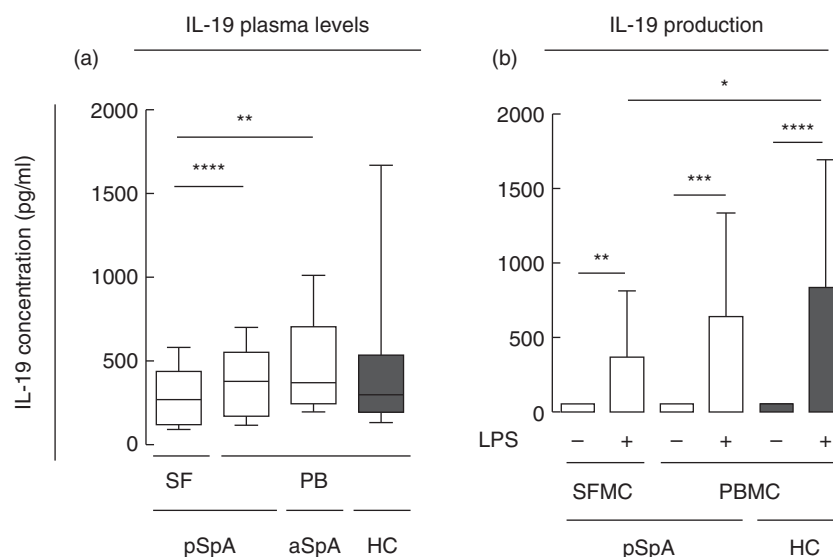 IL-19 plasma levels
IL-19 production
(a)
(b)
IL-19 concentration (pg/ml)
2000
1500
1000
500
0
**
****
SF
PB
pSpA
aSpA
HC
2000
1500
1000
500
0
*
****
***
**
LPS
– + – + – +
SFMC
PBMC
pSpA
HC